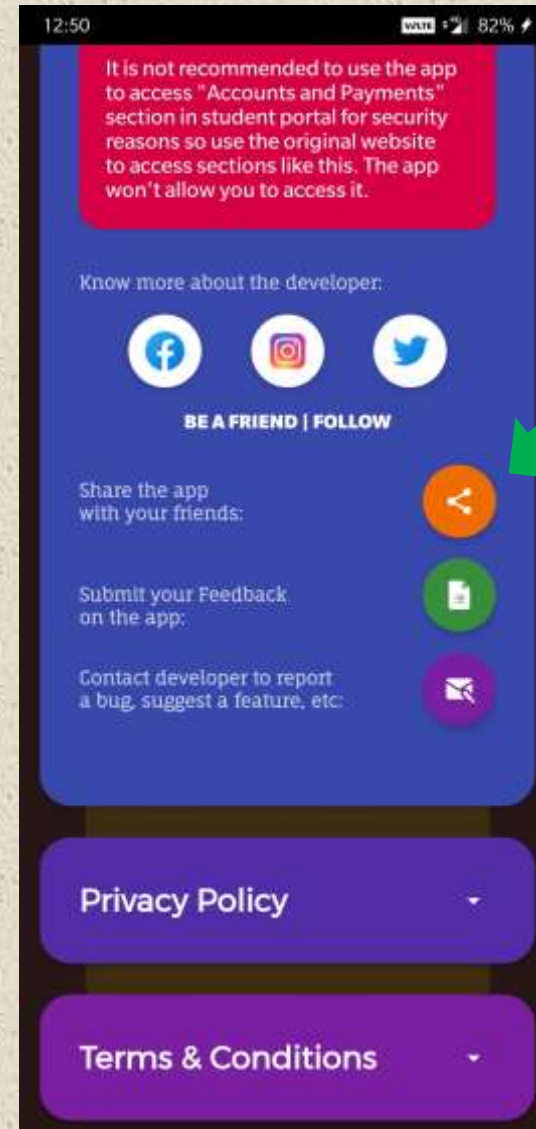 12:50
VoLTE 82%
It is not recommended to use the app
to access "Accounts and Payments"
section in student portal for security
reasons so use the original website
to access sections like this. The app
won't allow you to access it.
Know more about the developer:
BE A FRIEND | FOLLOW
Share the app
with your friends:
Submit your Feedback
on the app:
Contact developer to report
a bug, suggest a feature, etc:
Privacy Policy
Terms & Conditions